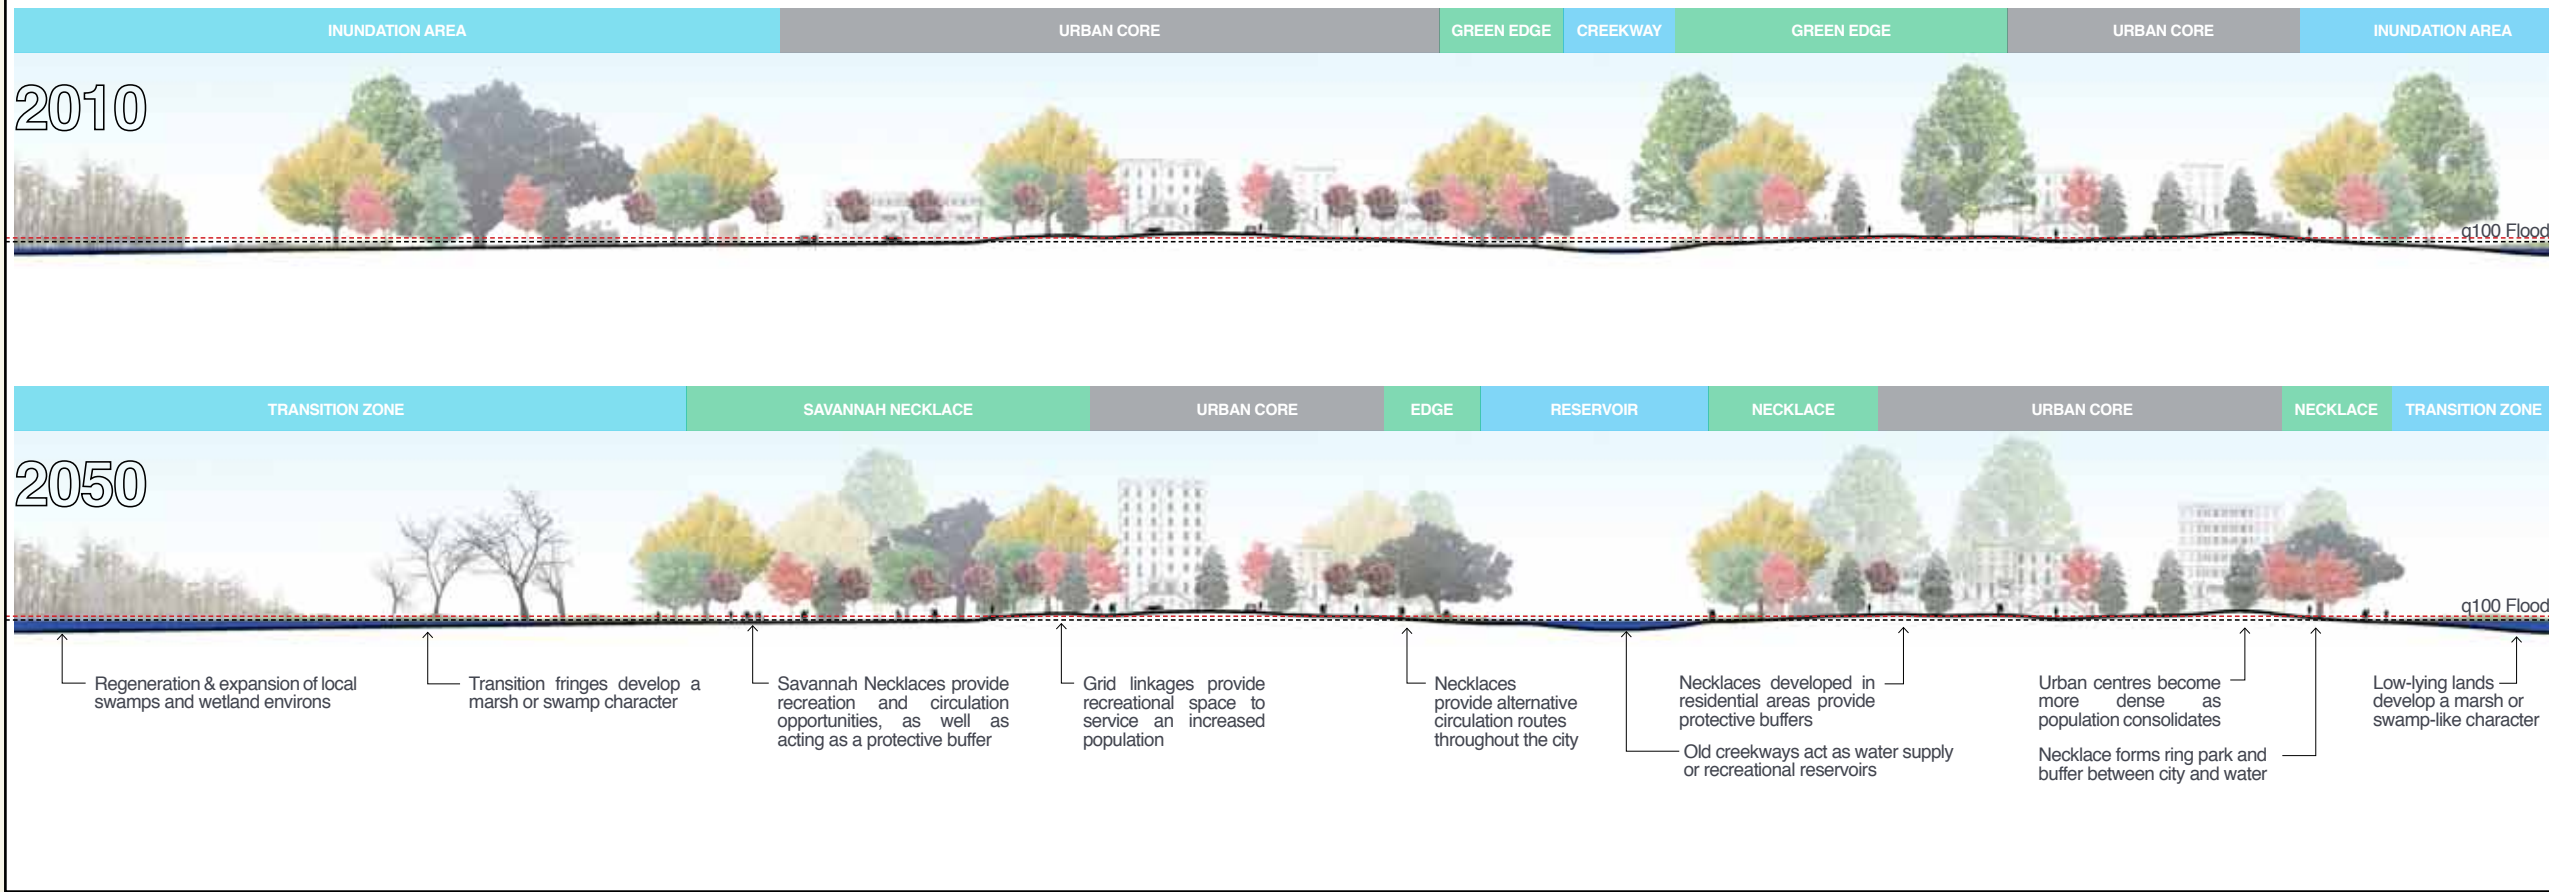 INUNDATION AREA
URBAN CORE
GREEN EDGE
CREEKWAY
GREEN EDGE
URBAN CORE
INUNDATION AREA
2010
q100 Flood
TRANSITION ZONE
SAVANNAH NECKLACE
URBAN CORE
EDGE
RESERVOIR
NECKLACE
URBAN CORE
NECKLACE
TRANSITION ZONE
2050
q100 Flood
Regeneration & expansion of local
swamps and wetland environs
Transition fringes develop a
marsh or swamp character
Savannah Necklaces provide
recreation and circulation
opportunities, as well as
acting as a protective buffer
Grid linkages provide
recreational space to
service an increased
population
Necklaces
provide alternative
circulation routes
throughout the city
Necklaces developed in
residential areas provide
protective buffers
Old creekways act as water supply
or recreational reservoirs
Urban centres become
more dense as
population consolidates
Necklace forms ring park and
buffer between city and water
Low-lying lands
develop a marsh or
swamp-like character